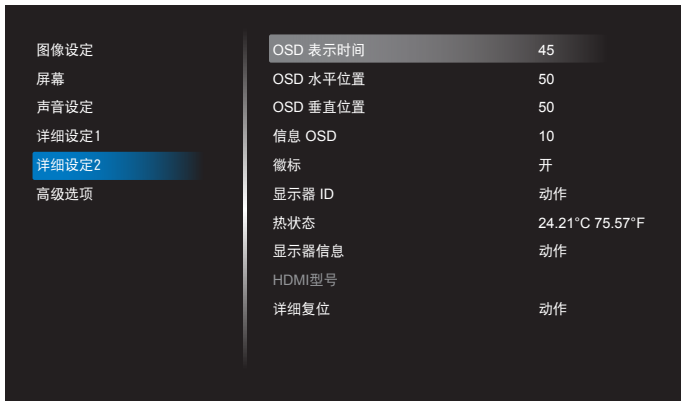 图像设定
屏幕
声音设定
详细设定1
详细设定2
高级选项
OSD 表示时间 45
OSD 水平位置 50
OSD 垂直位置 50
信息 OSD 10
徽标 开
显示器 ID 动作
热状态 24.21°C 75.57°F
显示器信息 动作
HDMI型号
详细复位 动作